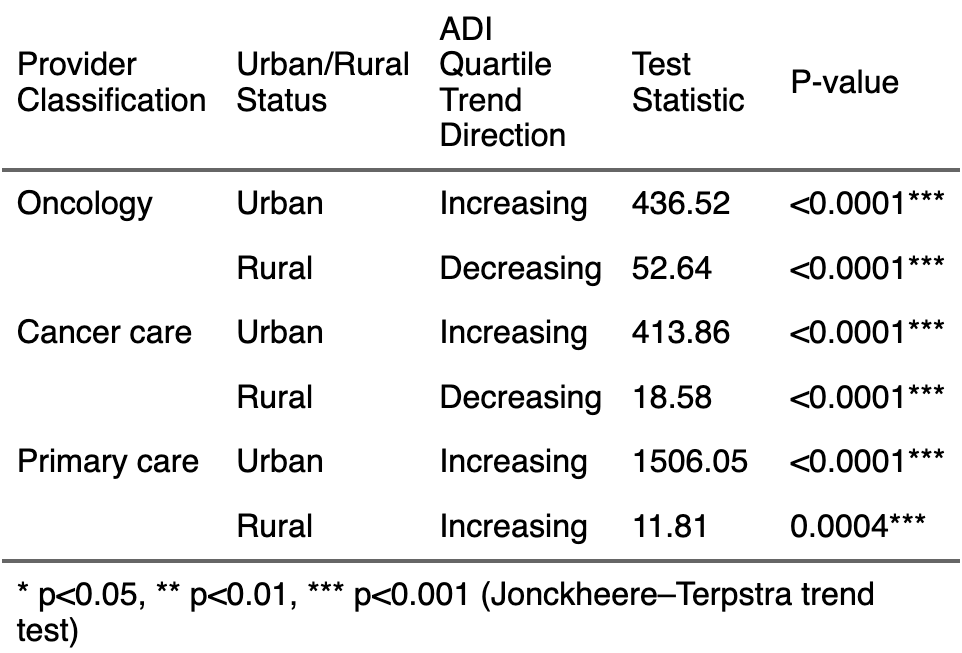 Provider Classification | Urban/Rural Status | ADI Quartile Trend Direction | Test Statistic | P-value
Oncology | Urban | Increasing | 436.52 | <0.0001***
Rural | Decreasing | 52.64 | <0.0001***
Cancer care | Urban | Increasing | 413.86 | <0.0001***
Rural | Decreasing | 18.58 | <0.0001***
Primary care | Urban | Increasing | 1506.05 | <0.0001***
Rural | Increasing | 11.81 | 0.0004***
* p<0.05, ** p<0.01, *** p<0.001 (Jonckheere–Terpstra trend
test)